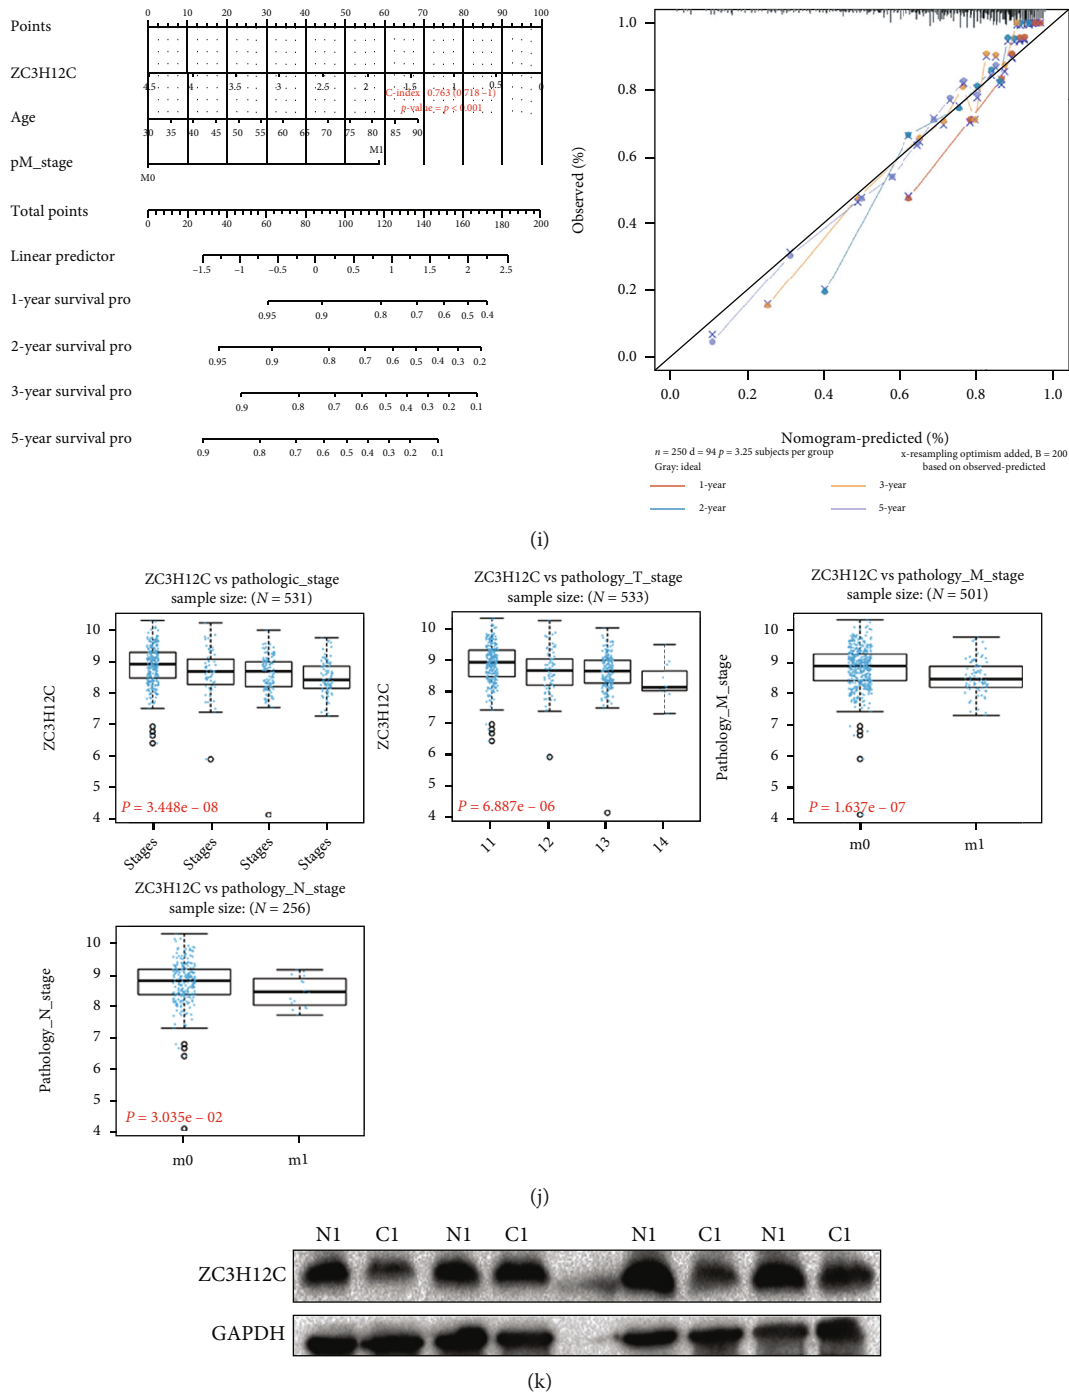 Points
0 10 20 30 40 50 60 70 80 90 100
ZC3H12C
4.5 4 3.5 3 2.5 2 1.5 1 0.5 0
C-index 0.763 (0.718 –1)
p-value = p < 0.001
Age
30 35 40 45 50 55 60 65 70 75 80 85 90
pM_stage
M1
M0
Total points
0 20 40 60 80 100 120 140 160 180 200
Linear predictor
–1.5 –1 –0.5 0 0.5 1 1.5 2 2.5
1-year survival pro
0.95 0.9 0.8 0.7 0.6 0.5 0.4
2-year survival pro
0.95 0.9 0.8 0.7 0.6 0.5 0.4 0.3 0.2
3-year survival pro
0.9 0.8 0.7 0.6 0.5 0.4 0.3 0.2 0.1
5-year survival pro
0.9 0.8 0.7 0.6 0.5 0.4 0.3 0.2 0.1
Observed (%)
1.0
0.8
0.6
0.4
0.2
0.0
0.0 0.2 0.4 0.6 0.8 1.0
Nomogram-predicted (%)
n = 250 d = 94 p = 3.25 subjects per group
Gray: ideal
x-resampling optimism added, B = 200
based on observed-predicted
1-year
3-year
2-year
5-year
(i)
ZC3H12C vs pathologic_stage
sample size: (N = 531)
ZC3H12C
10
9
8
7
6
5
4
P = 3.448e – 08
Stages Stages Stages Stages
ZC3H12C vs pathology_T_stage
sample size: (N = 533)
ZC3H12C
10
9
8
7
6
5
4
P = 6.887e – 06
11 12 13 14
ZC3H12C vs pathology_M_stage
sample size: (N = 501)
Pathology_M_stage
10
9
8
7
6
5
4
P = 1.637e – 07
m0 m1
ZC3H12C vs pathology_N_stage
sample size: (N = 256)
Pathology_N_stage
10
9
8
7
6
5
4
P = 3.035e – 02
m0 m1
(j)
N1 C1 N1 C1 N1 C1 N1 C1
ZC3H12C
GAPDH
(k)